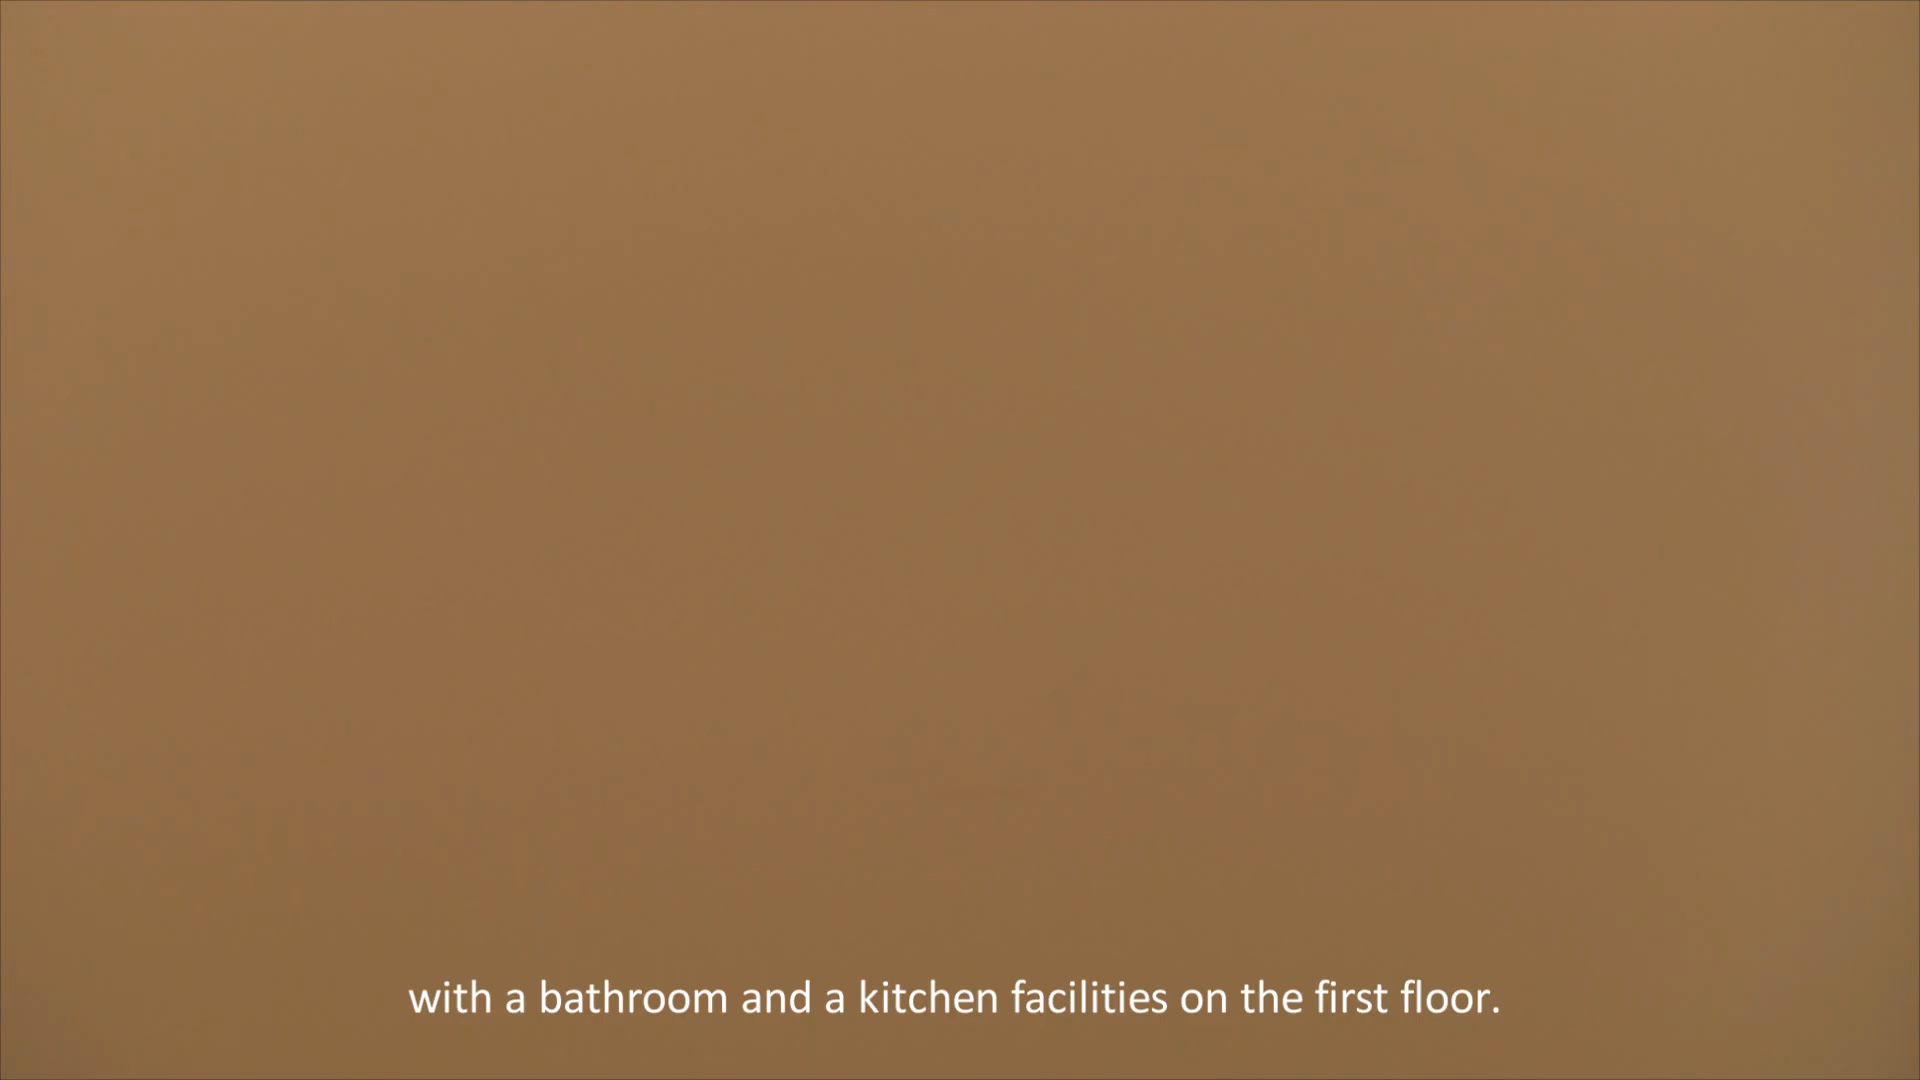 with a bathroom and a kitchen facilities on the first floor.